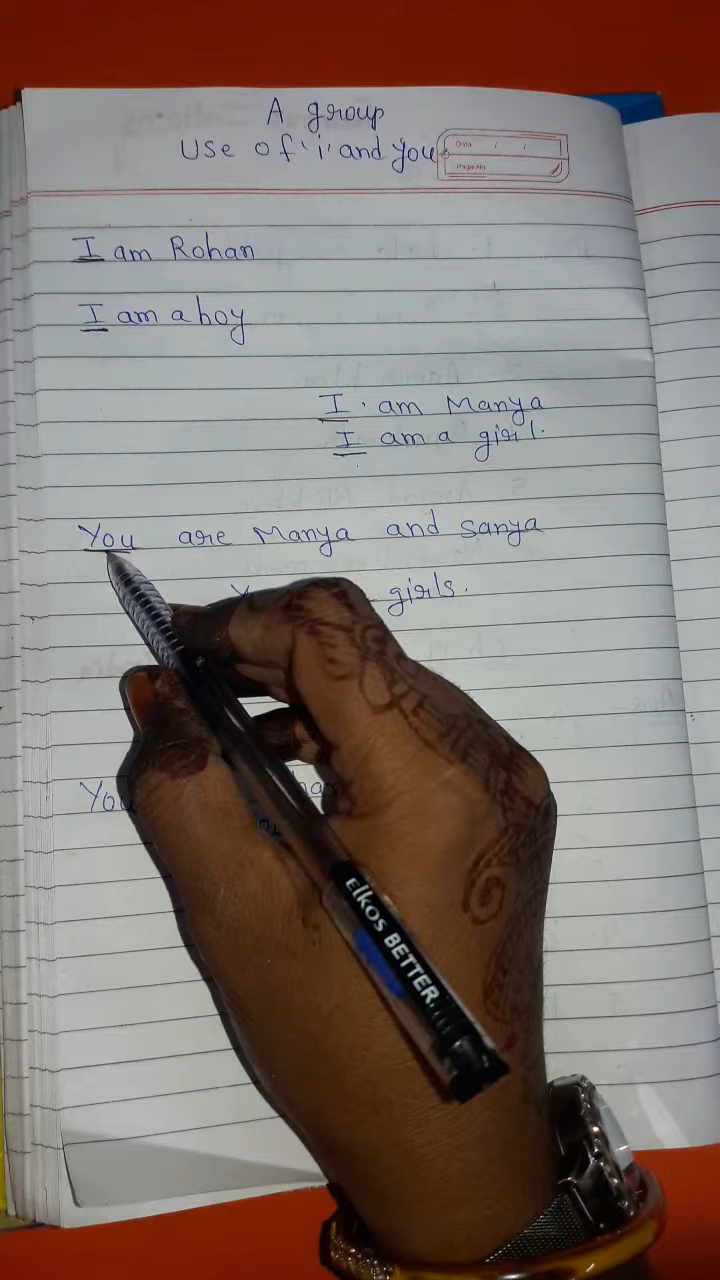 A group
Use of 'i' and you
Date / /
Page No.
I am Rohan
I am a boy
I am Manya
I am a girl.
You are Manya and Sanya
girls.
You
Elkos BETTER